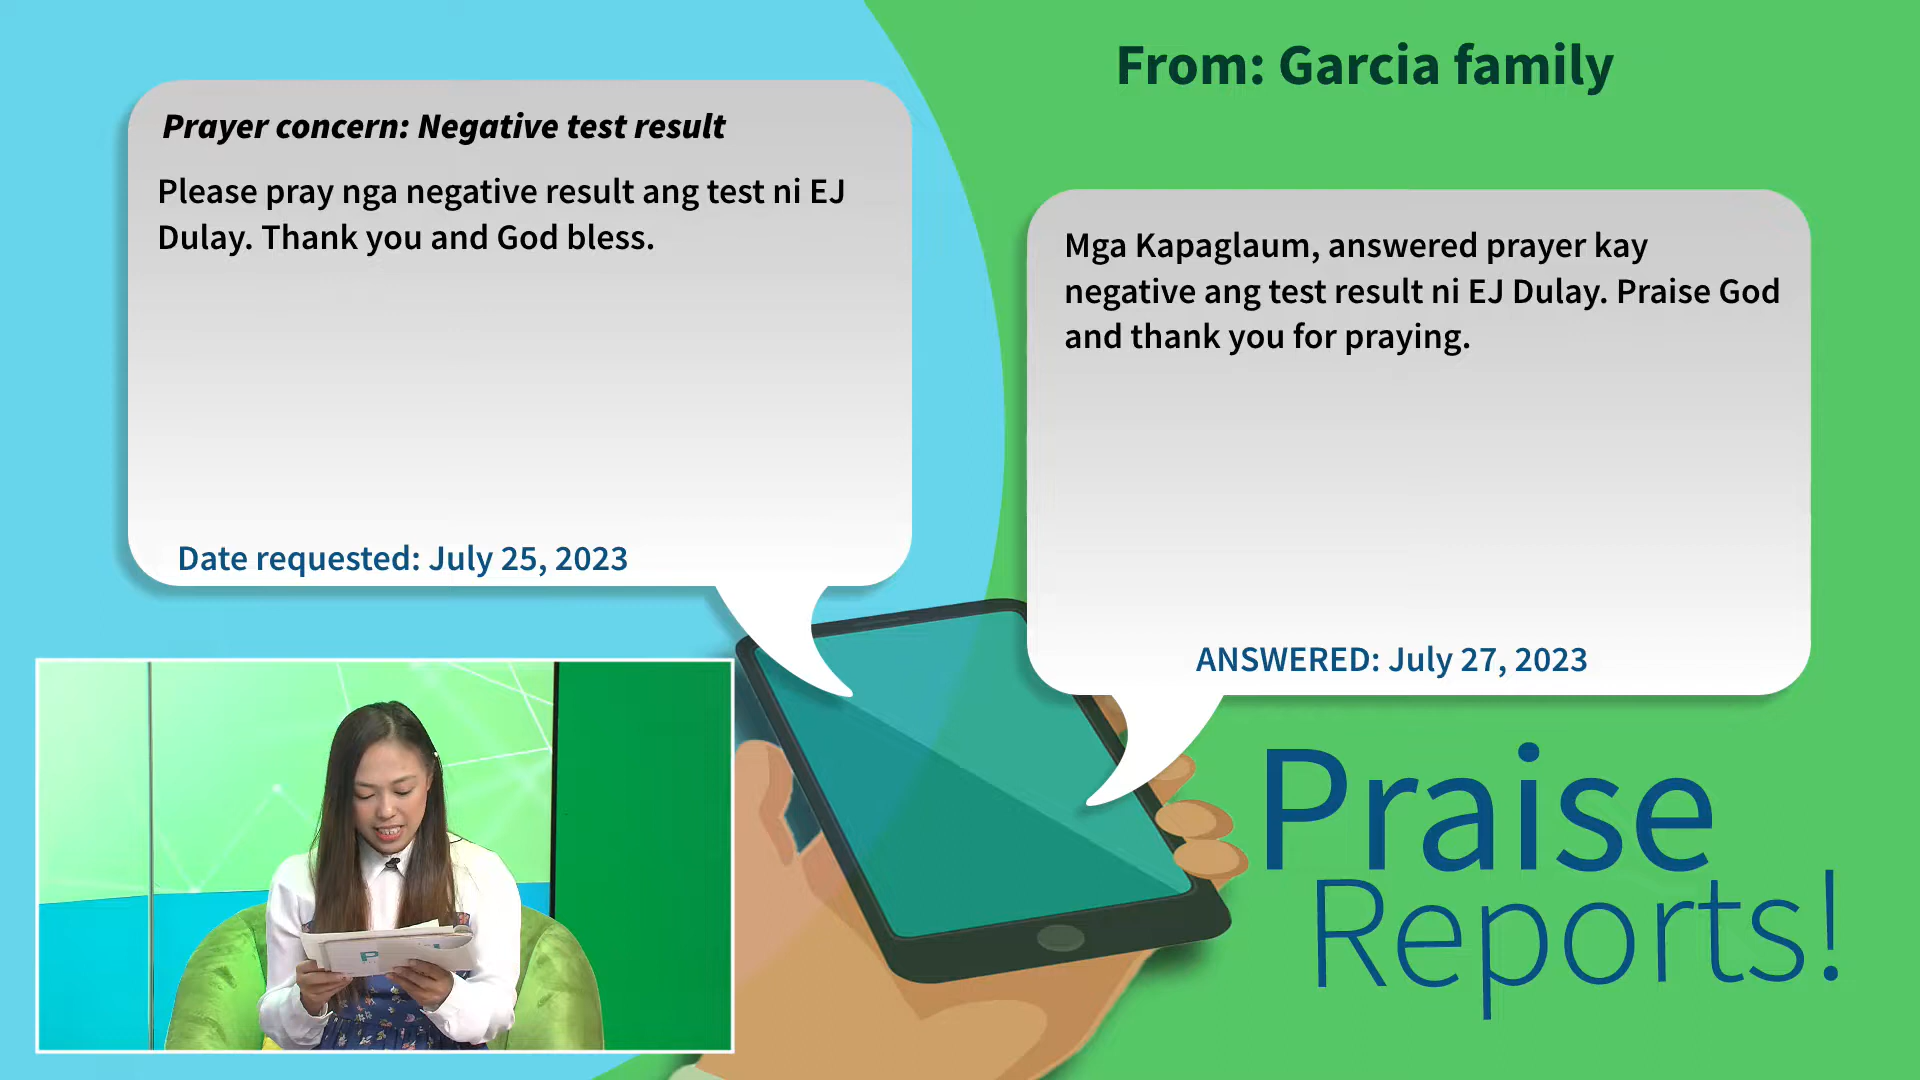 From: Garcia family
Prayer concern: Negative test result
Please pray nga negative result ang test ni EJ
Dulay. Thank you and God bless.
Date requested: July 25, 2023
Mga Kapaglaum, answered prayer kay
negative ang test result ni EJ Dulay. Praise God
and thank you for praying.
ANSWERED: July 27, 2023
Praise
Reports!